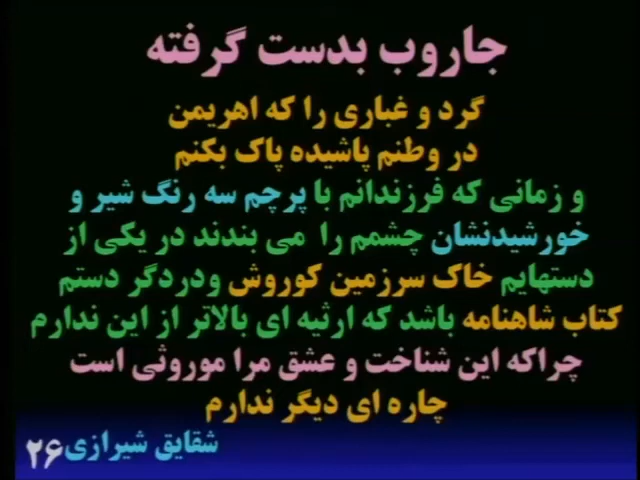 جاروب بدست گرفته
گرد و غباری را که اهریمن
در وطنم پاشیده پاک بکنم
و زمانی که فرزندانم با پرچم سه رنگ شیر و
خورشیدنشان چشمم را می بندند در یکی از
دستهایم خاک سرزمین کوروش ودردگر دستم
کتاب شاهنامه باشد که ارثیه ای بالاتر از این ندارم
چراکه این شناخت و عشق مرا موروثی است
چاره ای دیگر ندارم
شقایق شیرازی ۲۶